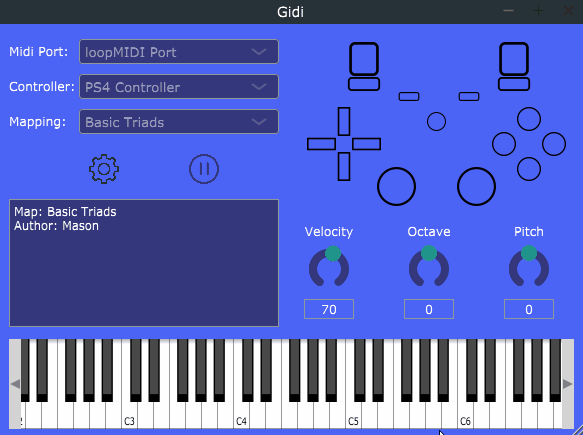 Gidi
Midi Port: loopMIDI Port
Controller: PS4 Controller
Mapping: Basic Triads
Map: Basic Triads
Author: Mason
Velocity Octave Pitch
70 0 0
C3 C4 C5 C6